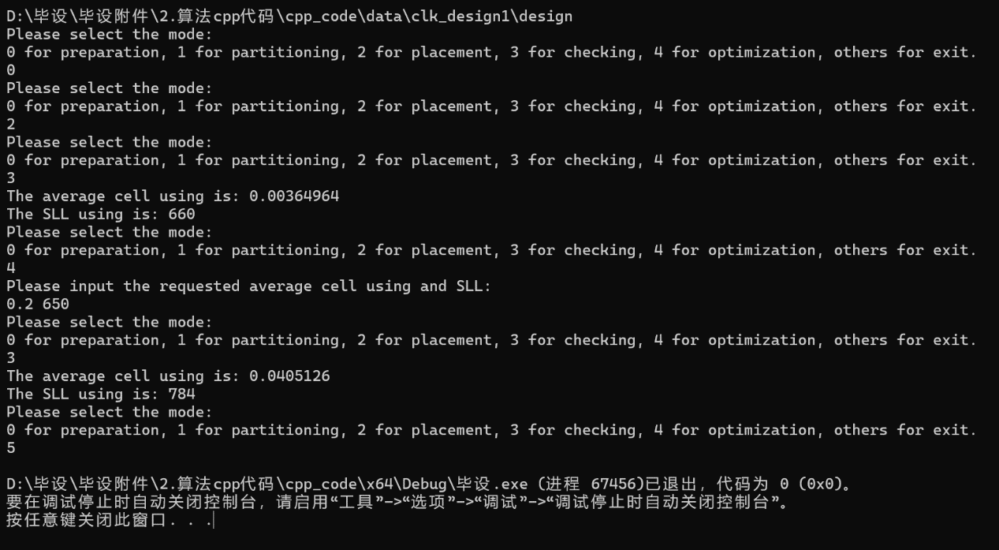 D:\毕设\毕设附件\2.算法cpp代码\cpp_code\data\clk_design1\design
Please select the mode:
0 for preparation, 1 for partitioning, 2 for placement, 3 for checking, 4 for optimization, others for exit.
0
Please select the mode:
0 for preparation, 1 for partitioning, 2 for placement, 3 for checking, 4 for optimization, others for exit.
2
Please select the mode:
0 for preparation, 1 for partitioning, 2 for placement, 3 for checking, 4 for optimization, others for exit.
3
The average cell using is: 0.00364964
The SLL using is: 660
Please select the mode:
0 for preparation, 1 for partitioning, 2 for placement, 3 for checking, 4 for optimization, others for exit.
4
Please input the requested average cell using and SLL:
0.2 650
Please select the mode:
0 for preparation, 1 for partitioning, 2 for placement, 3 for checking, 4 for optimization, others for exit.
3
The average cell using is: 0.0405126
The SLL using is: 784
Please select the mode:
0 for preparation, 1 for partitioning, 2 for placement, 3 for checking, 4 for optimization, others for exit.
5
D:\毕设\毕设附件\2.算法cpp代码\cpp_code\x64\Debug\毕设.exe (进程 67456)已退出，代码为 0 (0x0)。
要在调试停止时自动关闭控制台，请启用“工具”->“选项”->“调试”->“调试停止时自动关闭控制台”。
按任意键关闭此窗口. . .